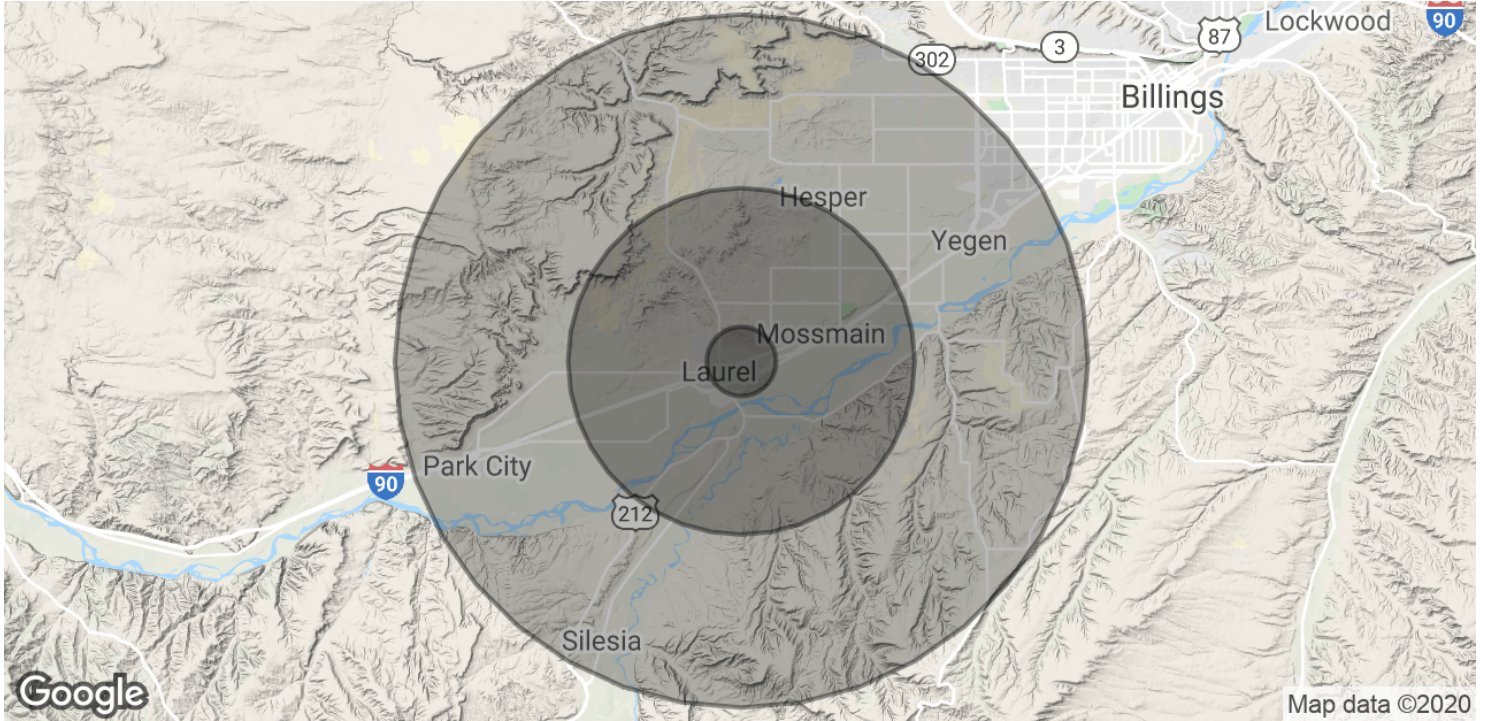 Lockwood
90
87
3
302
Billings
Hesper
Yegen
Mossmain
Laurel
Park City
90
212
Silesia
Google
Map data ©2020